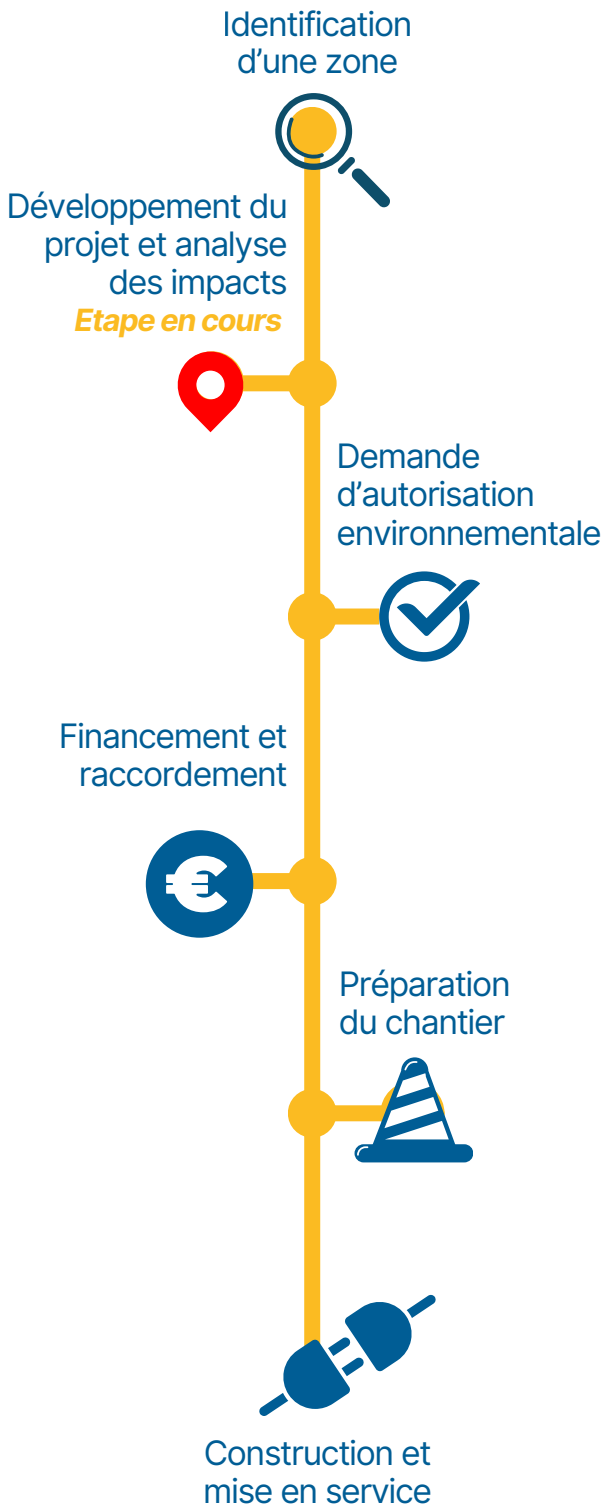 Identification
d’une zone
Développement du
projet et analyse
des impacts
Etape en cours
Demande
d’autorisation
environnementale
Financement et
raccordement
€
Préparation
du chantier
Construction et
mise en service